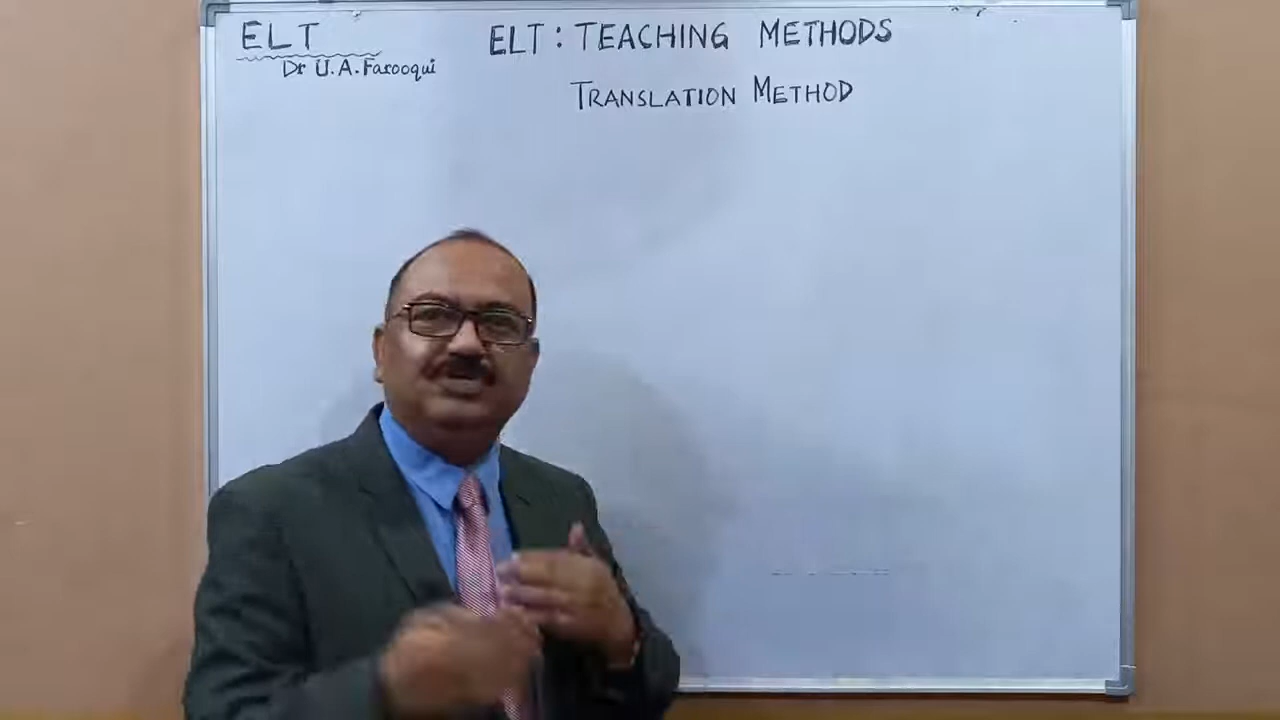 ELT
Dr U.A. Farooqui
ELT : TEACHING METHODS
TRANSLATION METHOD